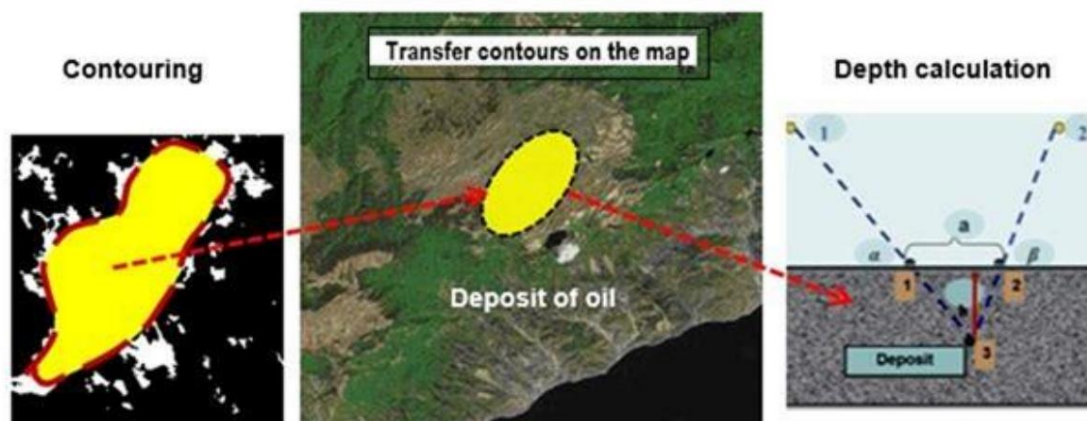 Contouring
Transfer contours on the map
Deposit of oil
Depth calculation
1
2
a
α
β
1
2
3
Deposit